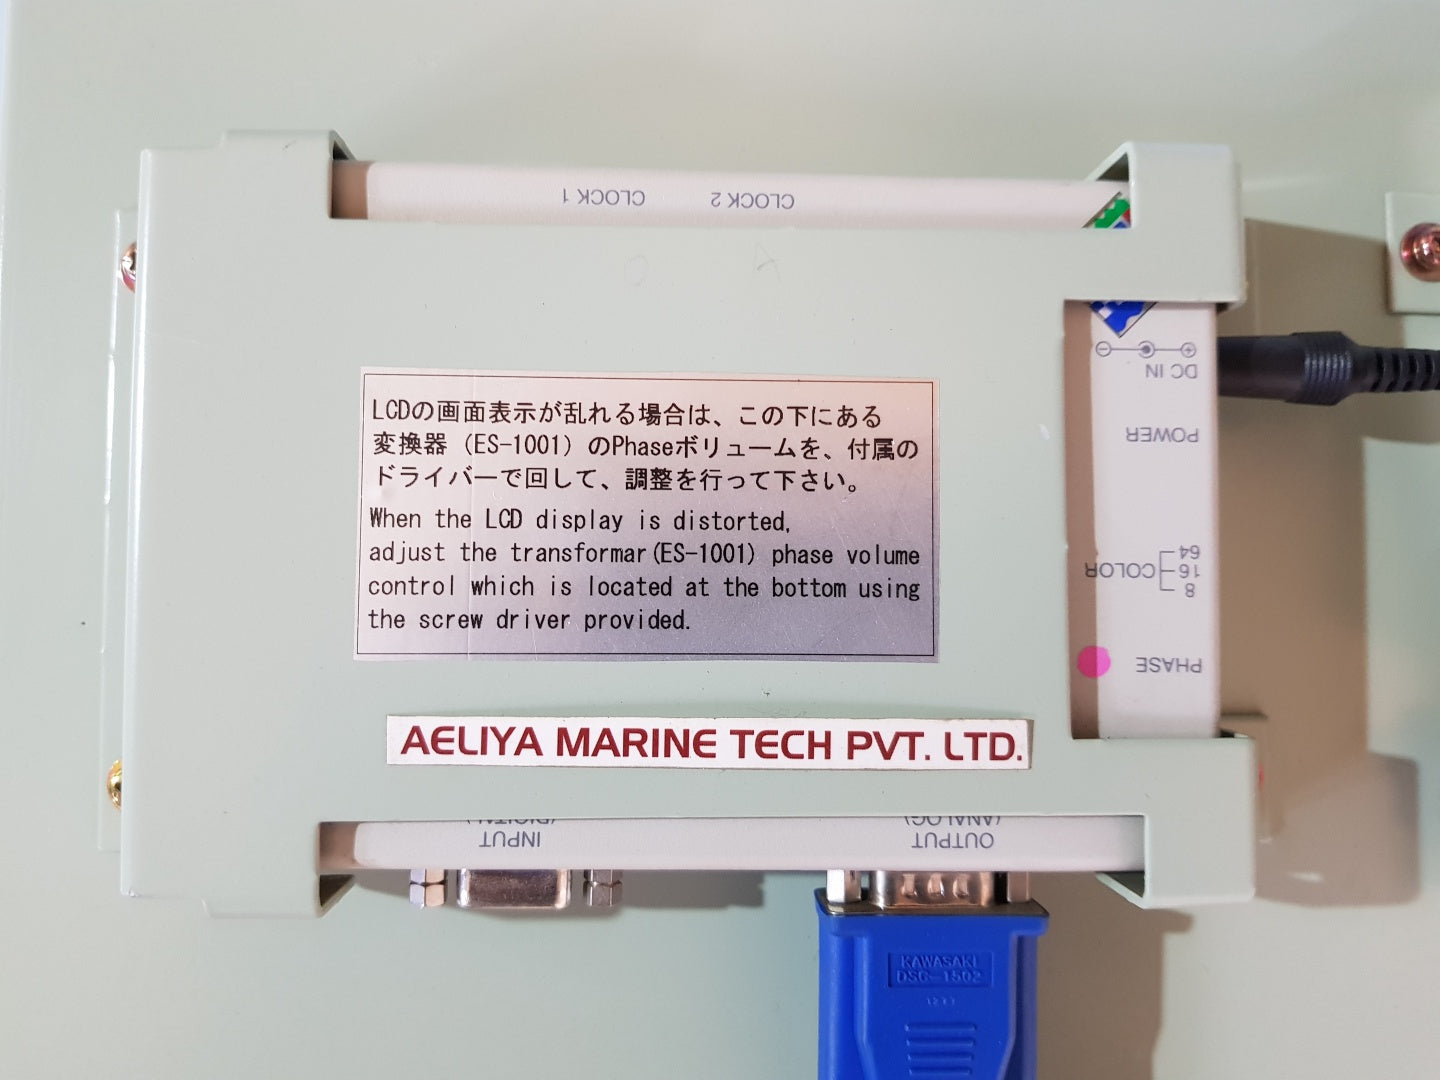 CLOCK 1
CLOCK 2
LCDの画面表示が乱れる場合は、この下にある
変換器（ES-1001）のPhaseボリュームを、付属の
ドライバーで回して、調整を行って下さい。
When the LCD display is distorted,
adjust the transformar(ES-1001) phase volume
control which is located at the bottom using
the screw driver provided.
DC IN
POWER
COLOR
8
16
64
PHASE
AELIYA MARINE TECH PVT. LTD.
INPUT
(DIGITAL)
OUTPUT
(ANALOG)
KAWASAKI
DSG-1502